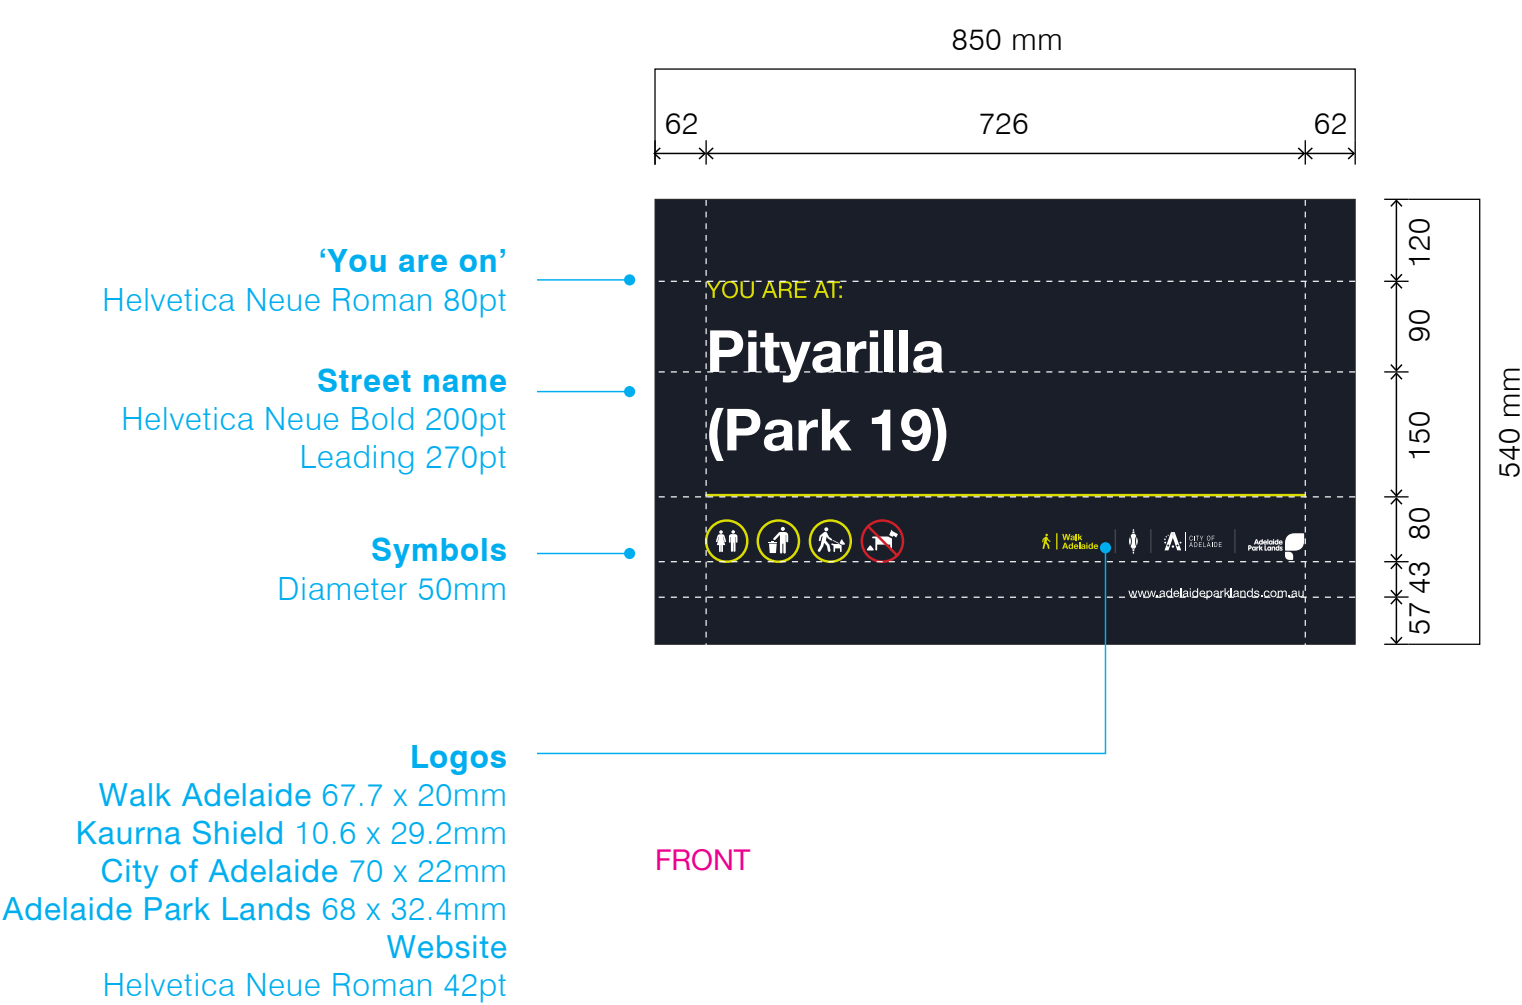 850 mm
62
726
62
120
90
150
80
43
57
540 mm
‘You are on’
Helvetica Neue Roman 80pt
Street name
Helvetica Neue Bold 200pt
Leading 270pt
Symbols
Diameter 50mm
YOU ARE AT:
Pityarilla
(Park 19)
Walk
Adelaide
CITY OF
ADELAIDE
Adelaide
Park Lands
www.adelaideparklands.com.au
Logos
Walk Adelaide 67.7 x 20mm
Kaurna Shield 10.6 x 29.2mm
City of Adelaide 70 x 22mm
Adelaide Park Lands 68 x 32.4mm
Website
Helvetica Neue Roman 42pt
FRONT